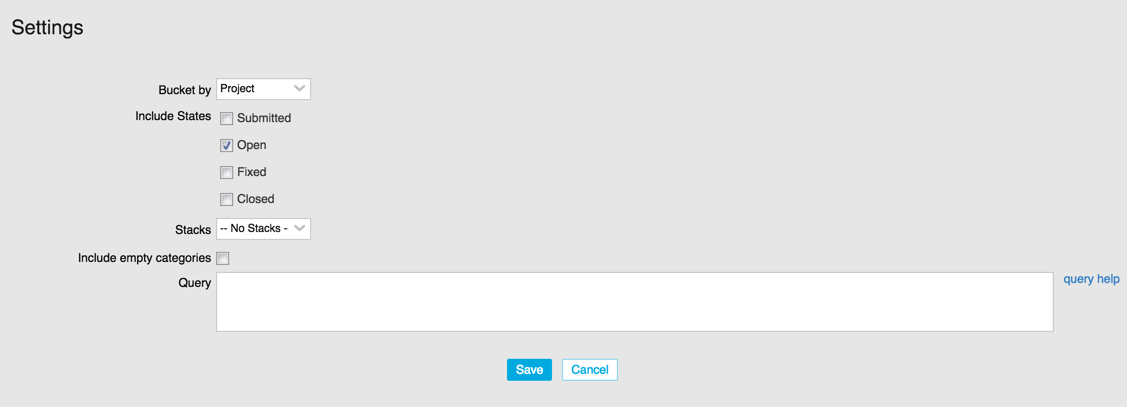 Settings
Bucket by Project
Include States Submitted
Open
Fixed
Closed
Stacks -- No Stacks -
Include empty categories
Query query help
Save Cancel